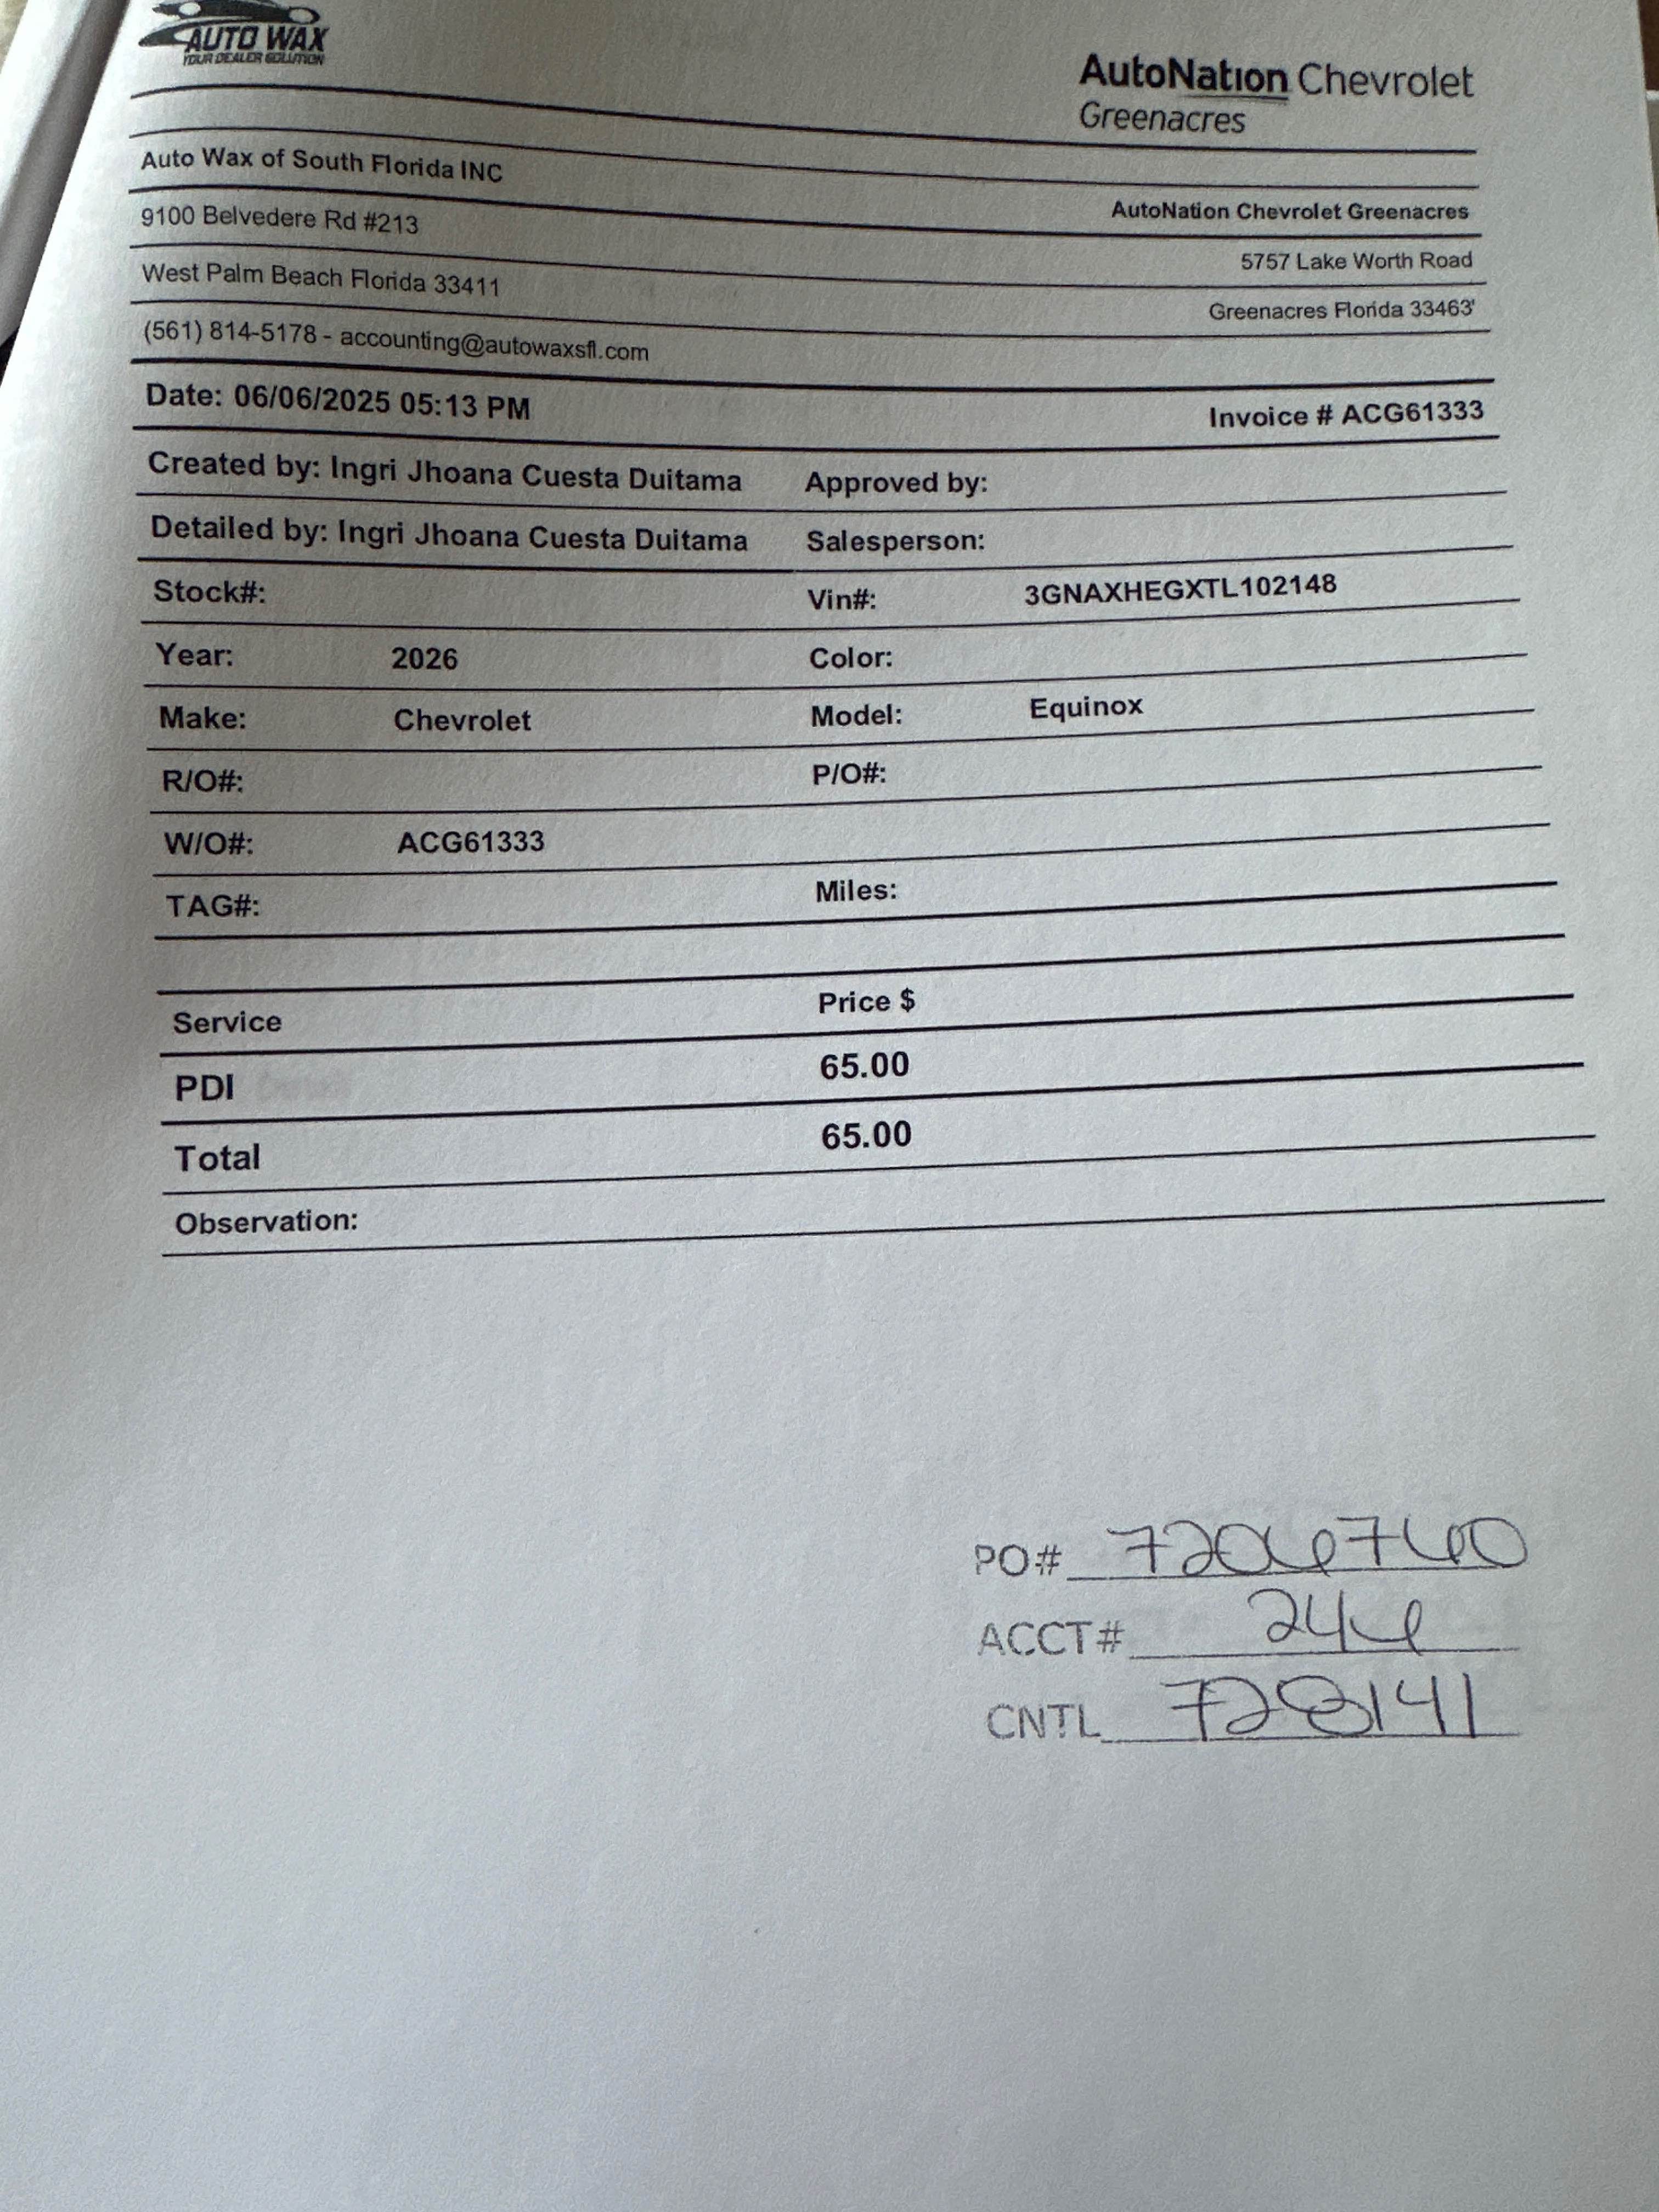 AUTO WAX
YOUR DEALER SOLUTION
AutoNation Chevrolet
Greenacres
Auto Wax of South Florida INC
AutoNation Chevrolet Greenacres
9100 Belvedere Rd #213
5757 Lake Worth Road
West Palm Beach Florida 33411
Greenacres Florida 33463'
(561) 814-5178 - accounting@autowaxsfl.com
Date: 06/06/2025 05:13 PM
Invoice # ACG61333
Created by: Ingri Jhoana Cuesta Duitama Approved by:
Detailed by: Ingri Jhoana Cuesta Duitama Salesperson:
Stock#: Vin#: 3GNAXHEGXTL102148
Year: 2026 Color:
Make: Chevrolet Model: Equinox
R/O#: P/O#:
W/O#: ACG61333
TAG#: Miles:
Service Price $
PDI 65.00
Total 65.00
Observation:
PO# 7206760
ACCT# 246
CNTL 728141